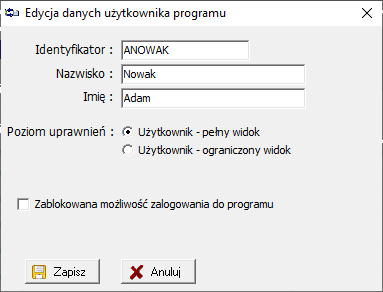 Edycja danych użytkownika programu
Identyfikator : ANOWAK
Nazwisko : Nowak
Imię : Adam
Poziom uprawnień : Użytkownik - pełny widok
Użytkownik - ograniczony widok
Zablokowana możliwość zalogowania do programu
Zapisz Anuluj